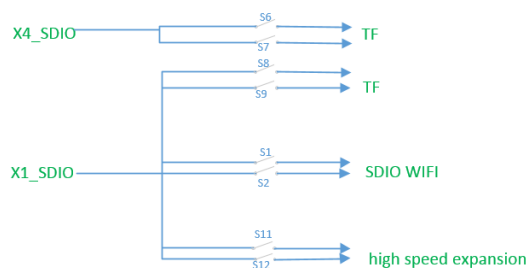 S6
X4_SDIO
TF
S7
S8
TF
S9
S1
X1_SDIO
SDIO WIFI
S2
S11
high speed expansion
S12